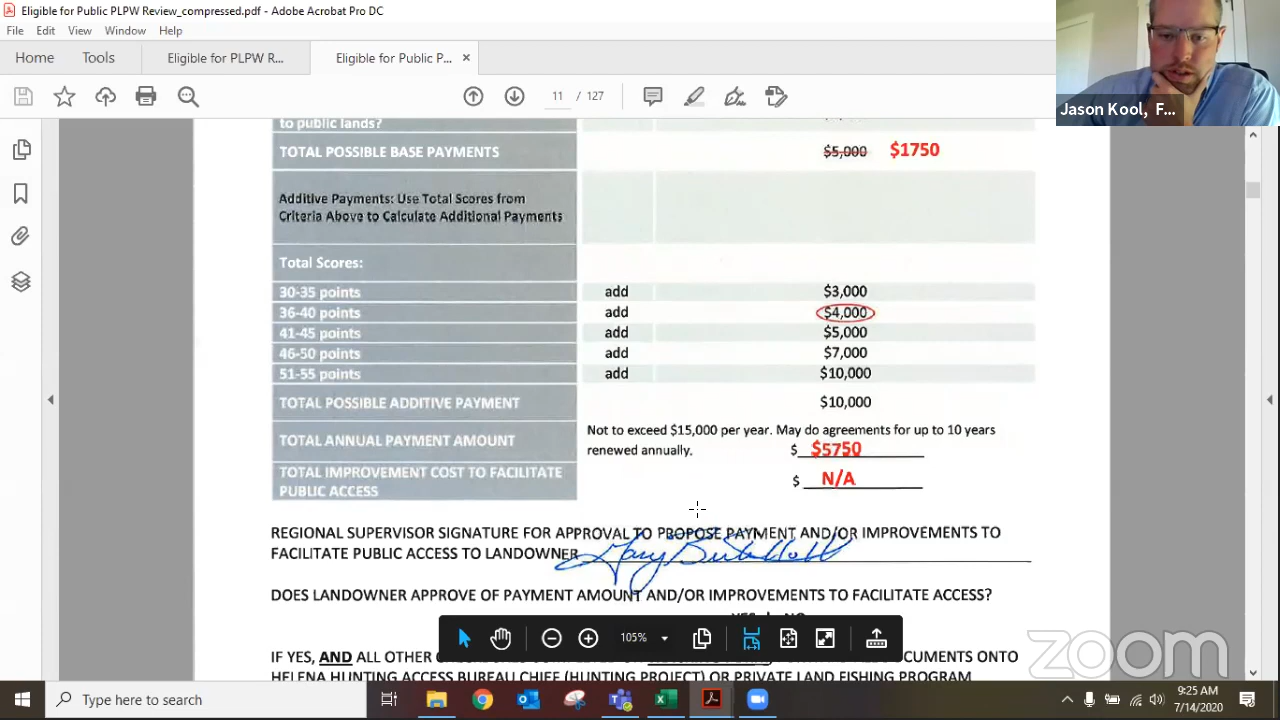 Eligible for Public PLPW Review_compressed.pdf - Adobe Acrobat Pro DC
File Edit View Window Help
Home Tools Eligible for PLPW R... Eligible for Public P... ×
11 / 127
Jason Kool, F...
to public lands?
TOTAL POSSIBLE BASE PAYMENTS $5,000 $1750
Additive Payments: Use Total Scores from
Criteria Above to Calculate Additional Payments
Total Scores:
30-35 points add $3,000
36-40 points add $4,000
41-45 points add $5,000
46-50 points add $7,000
51-55 points add $10,000
TOTAL POSSIBLE ADDITIVE PAYMENT $10,000
Not to exceed $15,000 per year. May do agreements for up to 10 years
TOTAL ANNUAL PAYMENT AMOUNT renewed annually. $ $5750
TOTAL IMPROVEMENT COST TO FACILITATE
PUBLIC ACCESS $ N/A
REGIONAL SUPERVISOR SIGNATURE FOR APPROVAL TO PROPOSE PAYMENT AND/OR IMPROVEMENTS TO
FACILITATE PUBLIC ACCESS TO LANDOWNER
DOES LANDOWNER APPROVE OF PAYMENT AMOUNT AND/OR IMPROVEMENTS TO FACILITATE ACCESS?
105%
IF YES, AND ALL OTHER DOCUMENTS ONTO
HELENA HUNTING ACCESS BUREAU CHIEF (HUNTING PROJECT) OR PRIVATE LAND FISHING PROGRAM
zoom
Type here to search
9:25 AM
7/14/2020